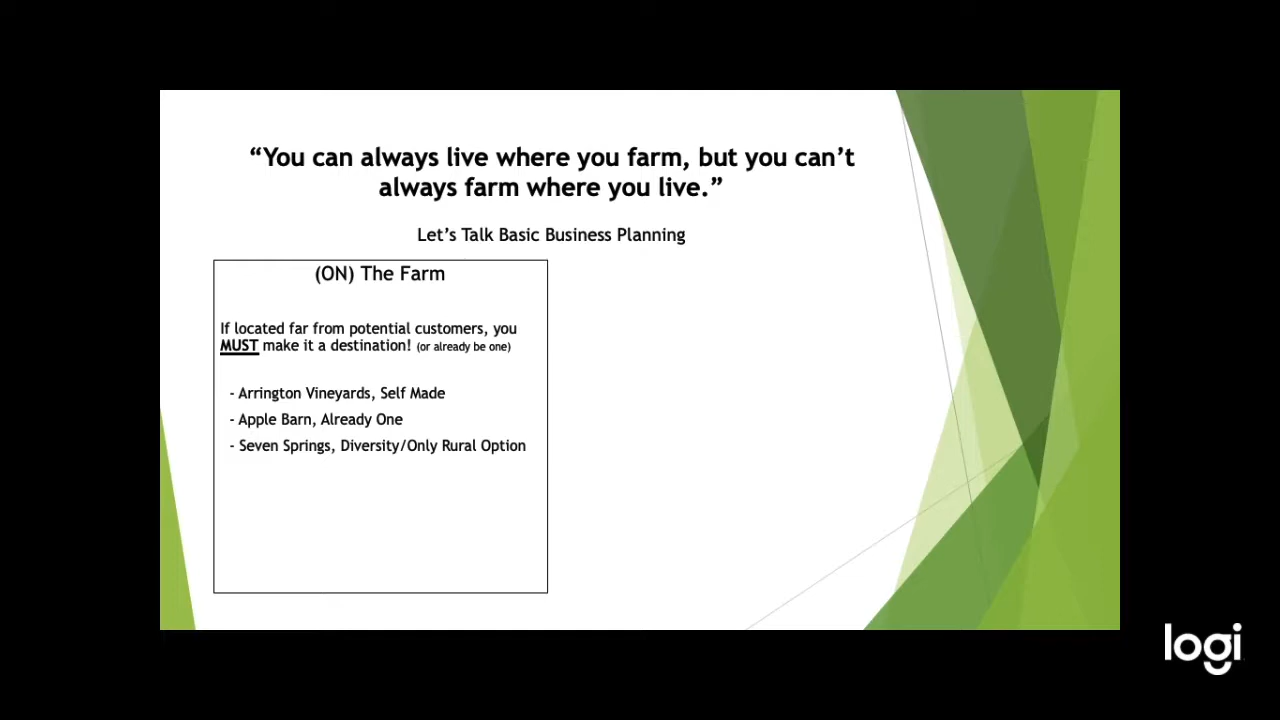 “You can always live where you farm, but you can’t
always farm where you live.”
Let’s Talk Basic Business Planning
(ON) The Farm
If located far from potential customers, you
MUST make it a destination! (or already be one)
- Arrington Vineyards, Self Made
- Apple Barn, Already One
- Seven Springs, Diversity/Only Rural Option
logi